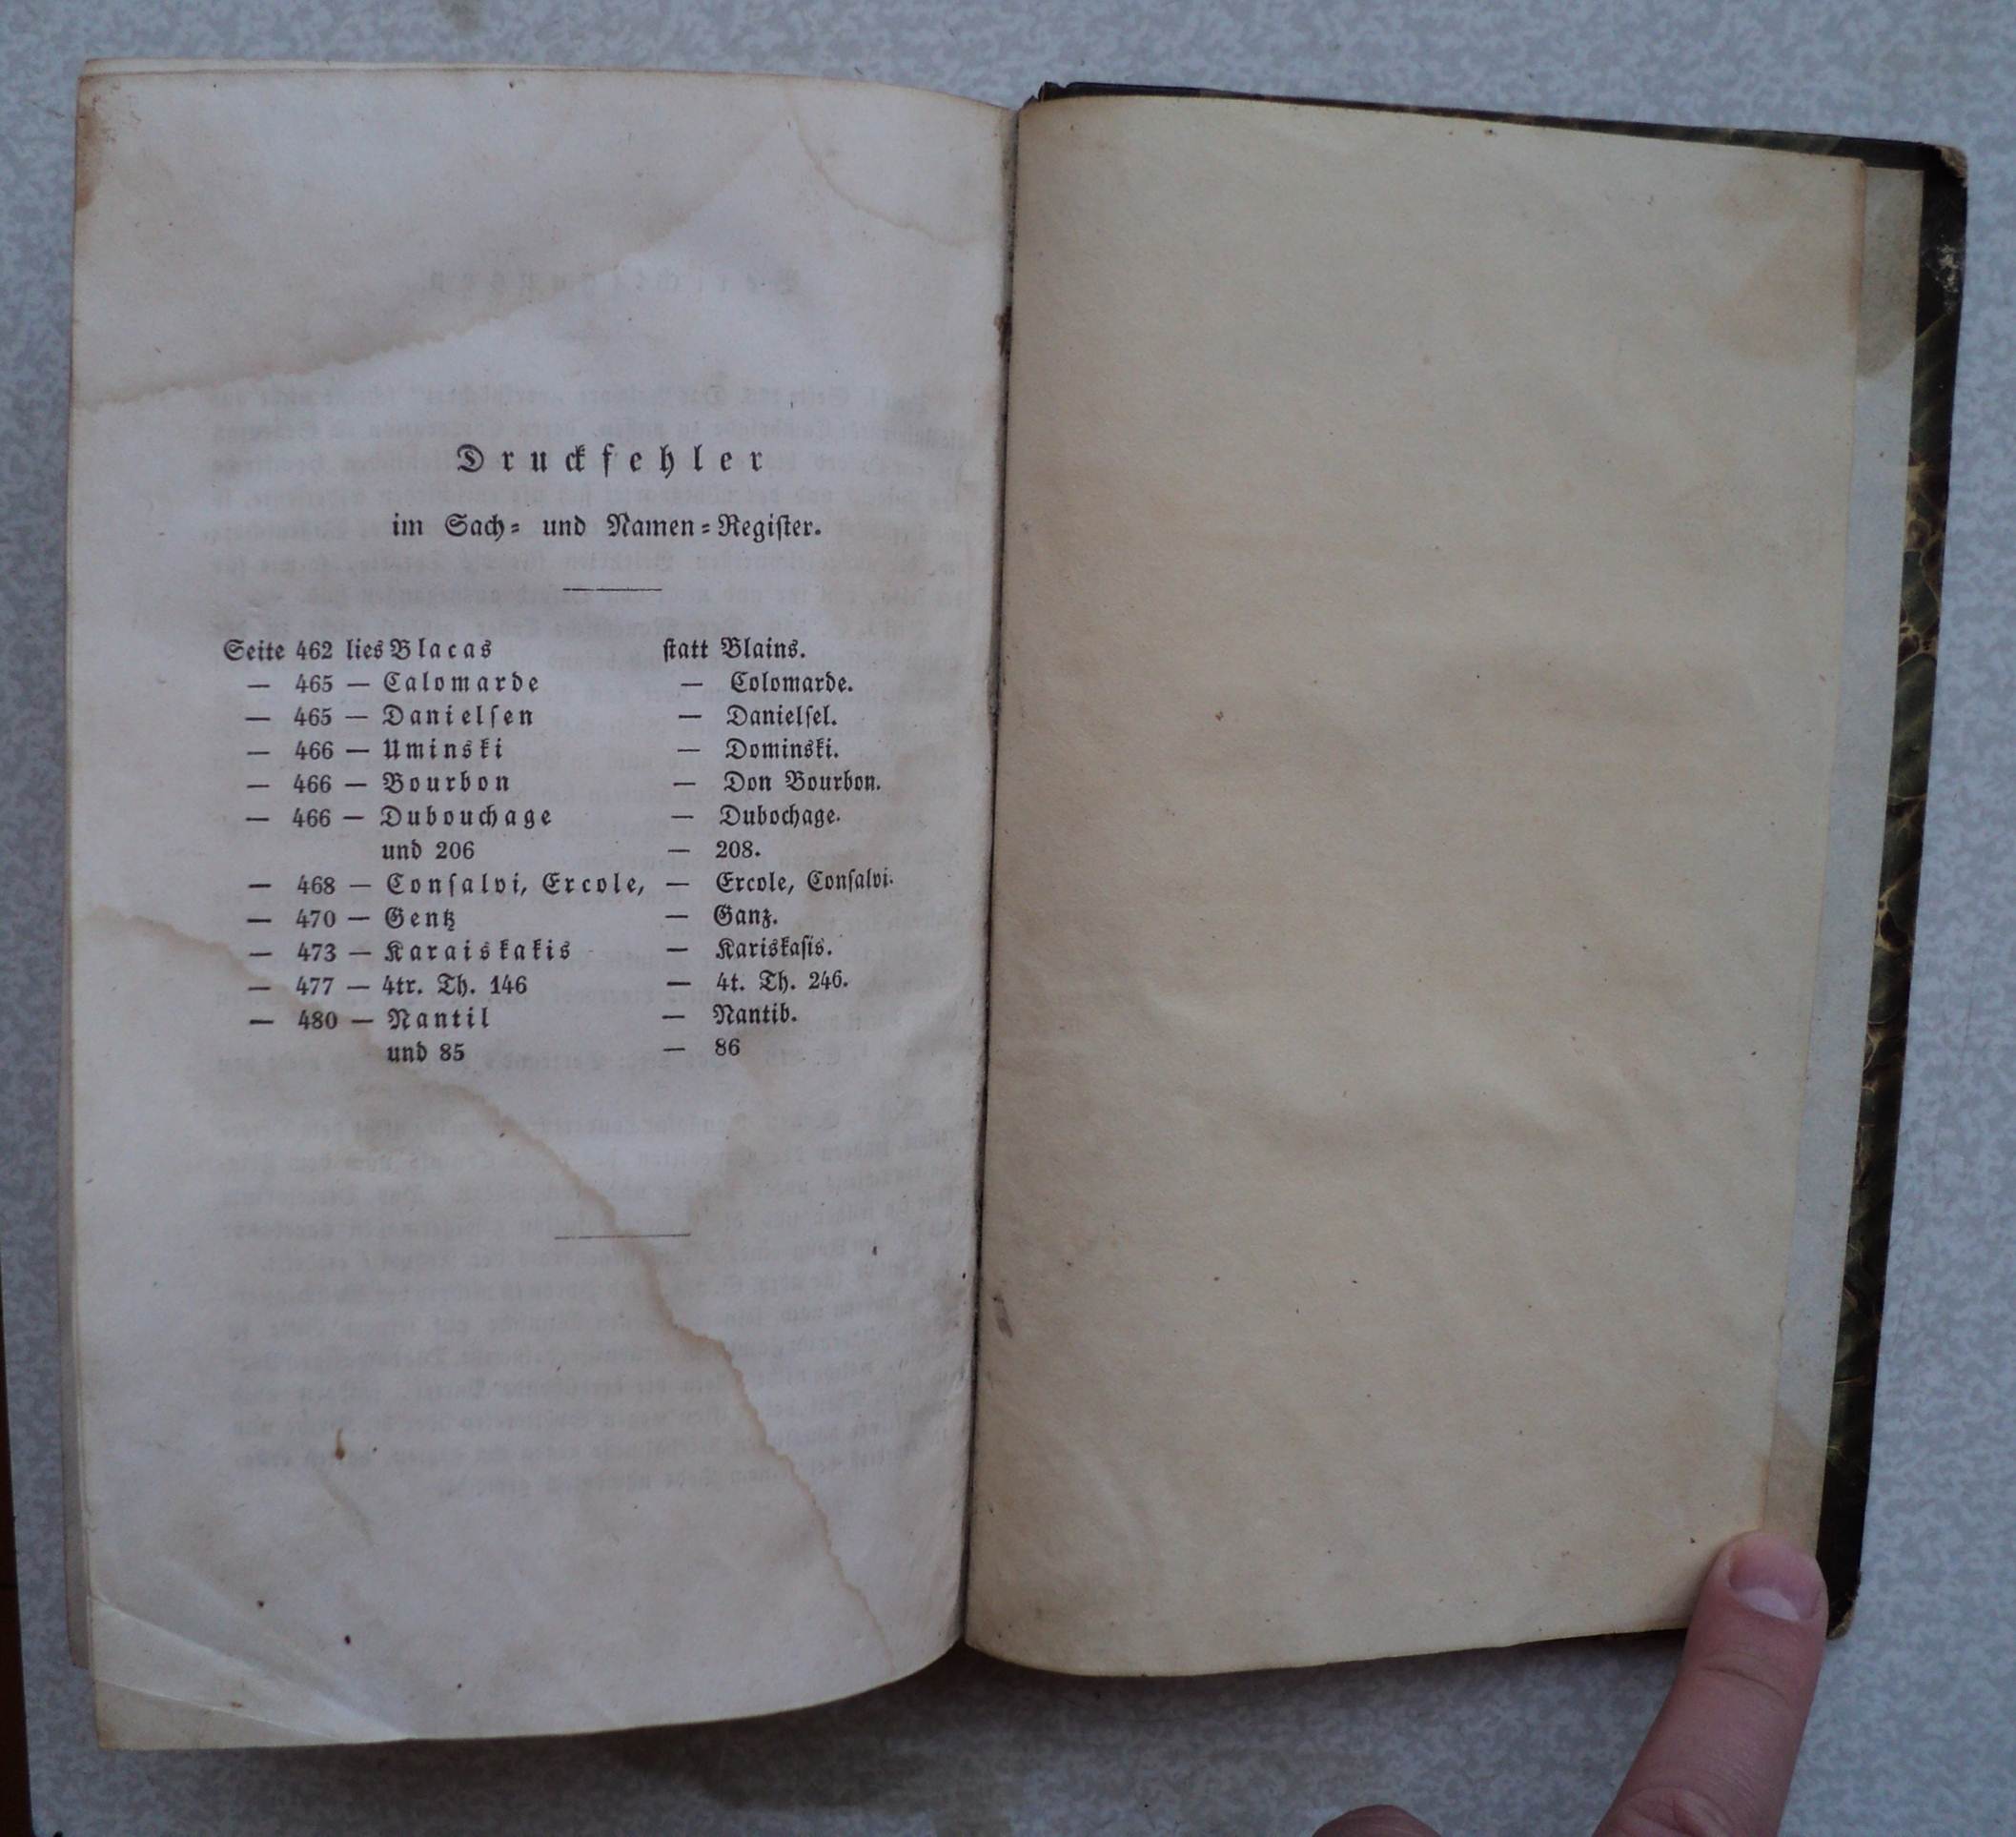 Druckfehler
im Sach- und Namen-Regiſter.
Seite 462 lies Blacas ſtatt Blains.
— 465 — Calomarde — Colomarde.
— 465 — Danielſen — Danielſel.
— 466 — Uminski — Dominski.
— 466 — Bourbon — Don Bourbon.
— 466 — Dubouchage — Dubochage.
und 206 — 208.
— 468 — Conſalvi, Ercole, — Ercole, Conſalvi.
— 470 — Gentz — Ganz.
— 473 — Karaiskakis — Kariskaſis.
— 477 — 4tr. Th. 146 — 4t. Th. 246.
— 480 — Nantil — Nantib.
und 85 — 86